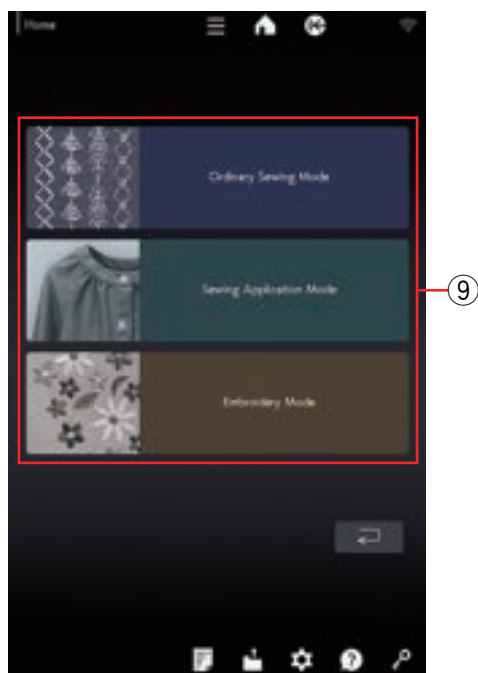 Home
Ordinary Sewing Mode
Sewing Application Mode
9
Embroidery Mode